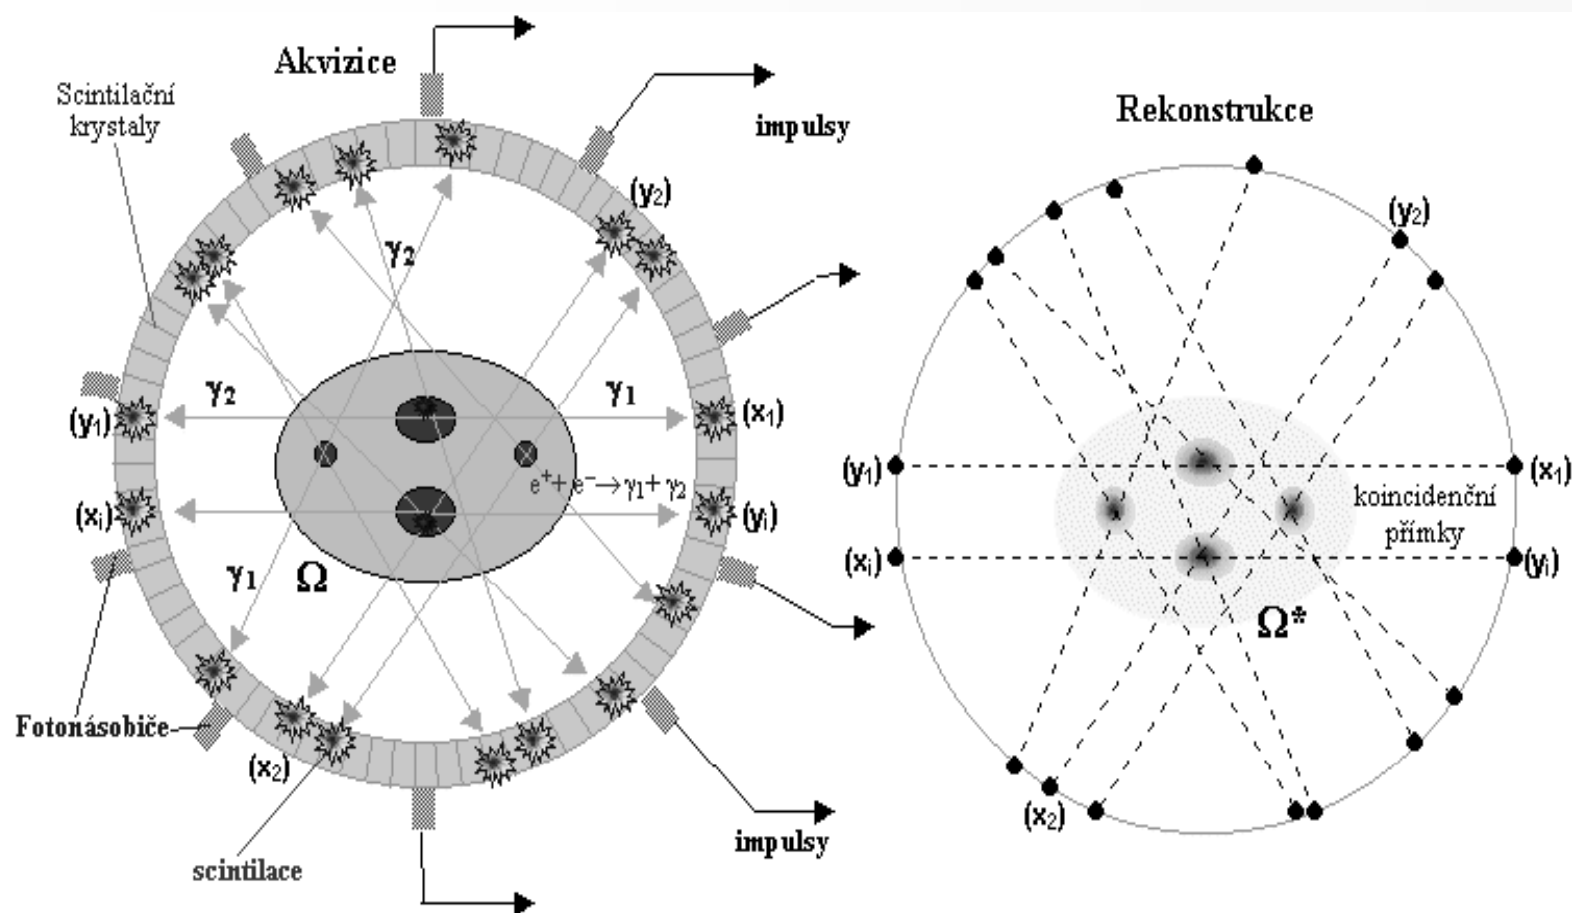 Akvizice
Scintilační
krystaly
impulsy
(y₂)
γ₂
γ₂
γ₁
(y₁)
(x₁)
e⁺+ e⁻→γ₁+ γ₂
(xᵢ)
(yᵢ)
γ₁
Ω
Fotonásobiče
(x₂)
scintilace
impulsy
Rekonstrukce
(y₂)
(y₁)
(x₁)
koincidenční
přímky
(xᵢ)
(yᵢ)
Ω*
(x₂)